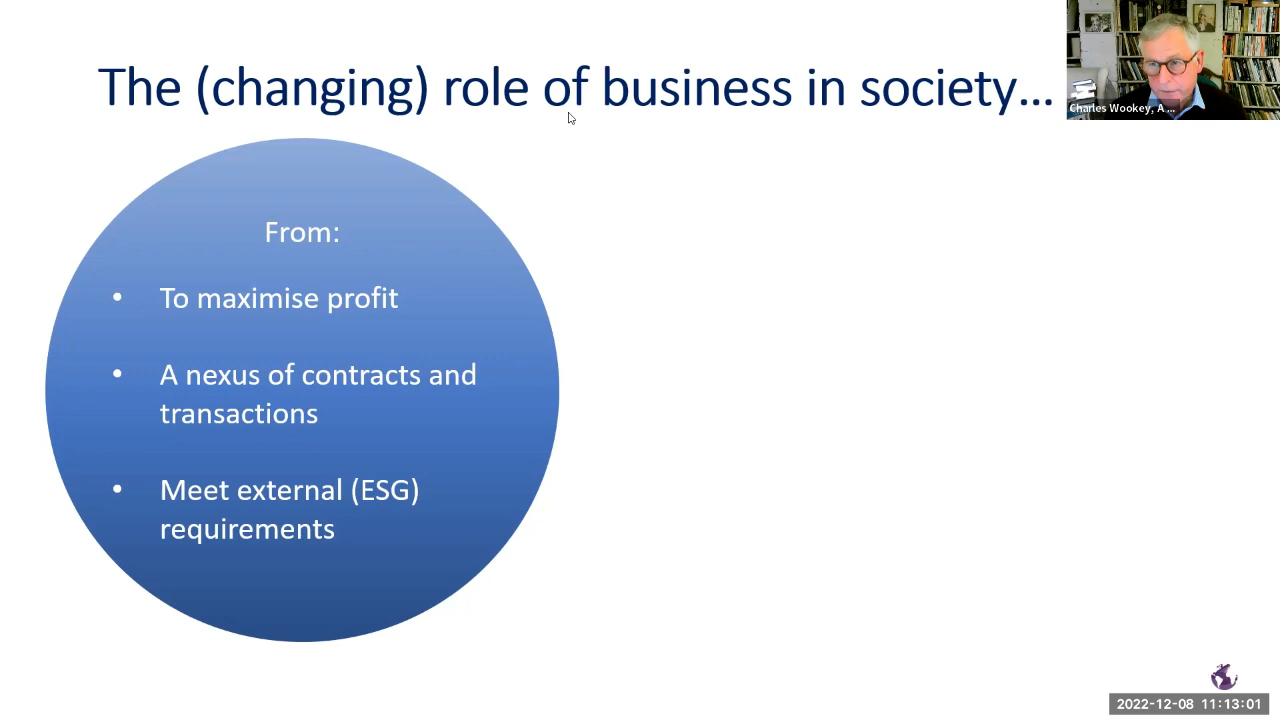 The (changing) role of business in society...
Charles Wookey, A ...
From:
• To maximise profit
• A nexus of contracts and
transactions
• Meet external (ESG)
requirements
2022-12-08 11:13:01